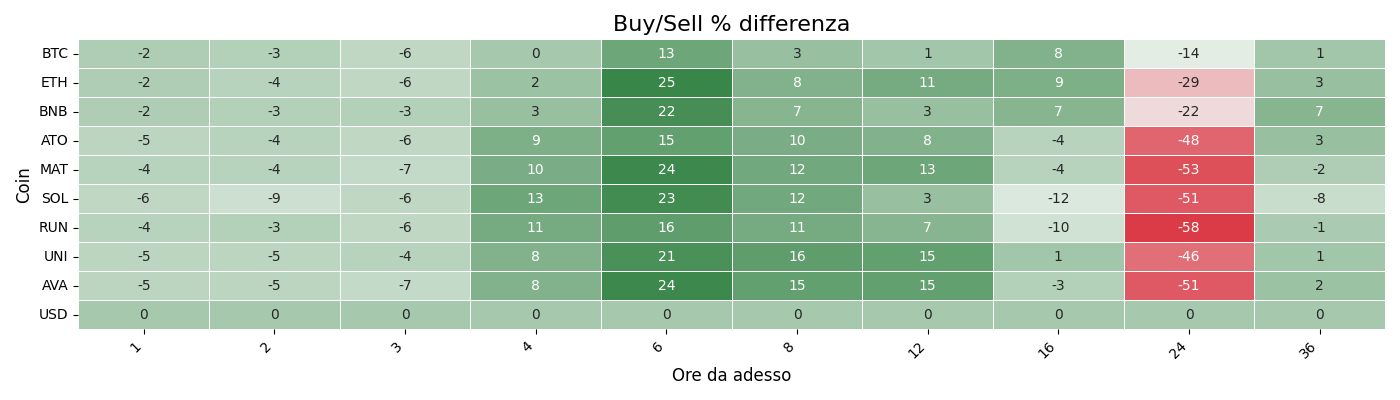 Buy/Sell % differenza
Coin
BTC -2 -3 -6 0 13 3 1 8 -14 1
ETH -2 -4 -6 2 25 8 11 9 -29 3
BNB -2 -3 -3 3 22 7 3 7 -22 7
ATO -5 -4 -6 9 15 10 8 -4 -48 3
MAT -4 -4 -7 10 24 12 13 -4 -53 -2
SOL -6 -9 -6 13 23 12 3 -12 -51 -8
RUN -4 -3 -6 11 16 11 7 -10 -58 -1
UNI -5 -5 -4 8 21 16 15 1 -46 1
AVA -5 -5 -7 8 24 15 15 -3 -51 2
USD 0 0 0 0 0 0 0 0 0 0
1 2 3 4 6 8 12 16 24 36
Ore da adesso